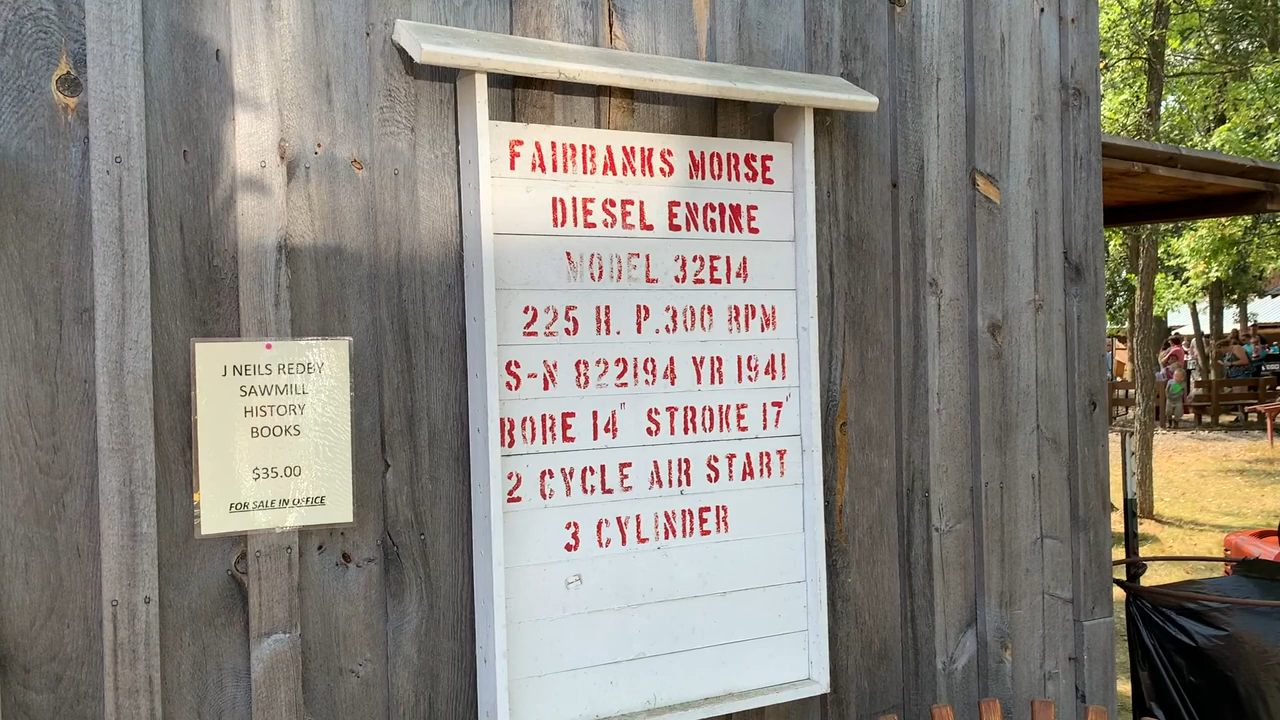 FAIRBANKS MORSE
DIESEL ENGINE
MODEL 32E14
225 H. P. 300 RPM
S-N 822194 YR 1941
BORE 14" STROKE 17"
2 CYCLE AIR START
3 CYLINDER
J NEILS REDBY
SAWMILL
HISTORY
BOOKS
$35.00
FOR SALE IN OFFICE